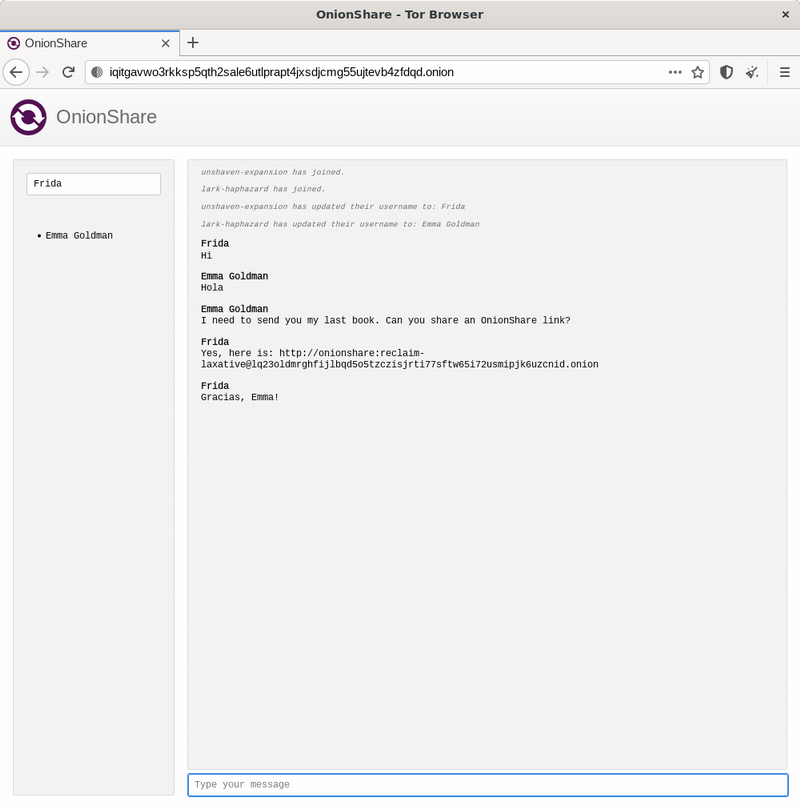 OnionShare - Tor Browser
OnionShare
iqitgavwo3rkksp5qth2sale6utlprapt4jxsdjcmg55ujtevb4zfdqd.onion
OnionShare
Frida
Emma Goldman
unshaven-expansion has joined.
lark-haphazard has joined.
unshaven-expansion has updated their username to: Frida
lark-haphazard has updated their username to: Emma Goldman
Frida
Hi
Emma Goldman
Hola
Emma Goldman
I need to send you my last book. Can you share an OnionShare link?
Frida
Yes, here is: http://onionshare:reclaim-
laxative@lq23oldmrghfijlbqd5o5tzczisjrti77sftw65i72usmipjk6uzcnid.onion
Frida
Gracias, Emma!
Type your message